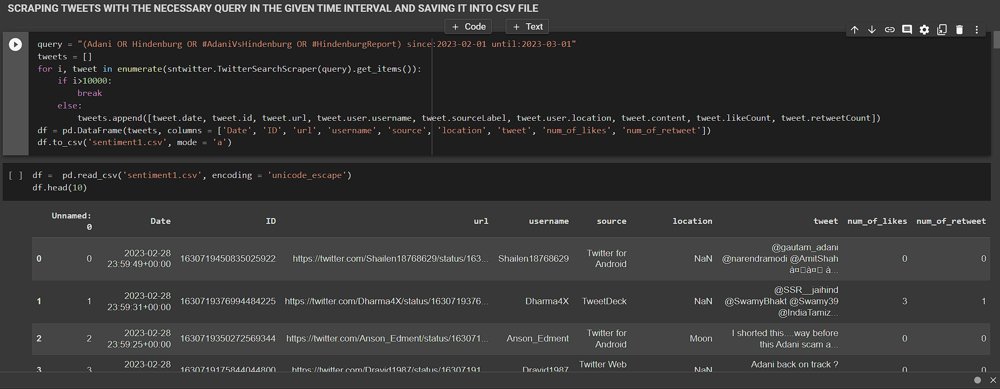 SCRAPING TWEETS WITH THE NECESSARY QUERY IN THE GIVEN TIME INTERVAL AND SAVING IT INTO CSV FILE
+ Code + Text
query = "(Adani OR Hindenburg OR #AdaniVsHindenburg OR #HindenburgReport) since:2023-02-01 until:2023-03-01"
tweets = []
for i, tweet in enumerate(sntwitter.TwitterSearchScraper(query).get_items()):
    if i>10000:
        break
    else:
        tweets.append([tweet.date, tweet.id, tweet.url, tweet.user.username, tweet.sourceLabel, tweet.user.location, tweet.content, tweet.likeCount, tweet.retweetCount])
df = pd.DataFrame(tweets, columns = ['Date', 'ID', 'url', 'username', 'source', 'location', 'tweet', 'num_of_likes', 'num_of_retweet'])
df.to_csv('sentiment1.csv', mode = 'a')
[ ] df =  pd.read_csv('sentiment1.csv', encoding = 'unicode_escape')
df.head(10)
Unnamed: 0 Date ID url username source location tweet num_of_likes num_of_retweet
0 0 2023-02-28 23:59:49+00:00 1630719450835025922 https://twitter.com/Shailen18768629/status/163... Shailen18768629 Twitter for Android NaN @gautam_adani @narendramodi @AmitShah à¤□à¤□ à... 0 0
1 1 2023-02-28 23:59:31+00:00 1630719376994484225 https://twitter.com/Dharma4X/status/1630719376... Dharma4X TweetDeck NaN @SSR__jaihind @SwamyBhakt @Swamy39 @IndiaTamiz... 3 1
2 2 2023-02-28 23:59:25+00:00 1630719350272569344 https://twitter.com/Anson_Edment/status/163071... Anson_Edment Twitter for Android Moon I shorted this....way before this Adani scam a... 0 0
3 3 2023-02-28 1630719175844044800 https://twitter.com/Dravid1987/status/16307191... Dravid1987 Twitter Web NaN Adani back on track ? 0 0